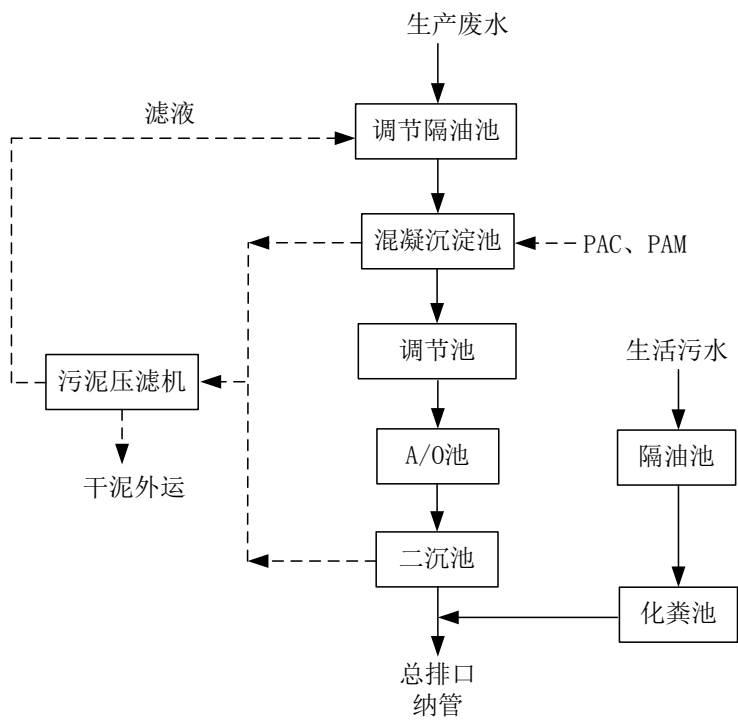 生产废水
滤液
调节隔油池
混凝沉淀池
PAC、PAM
调节池
生活污水
污泥压滤机
A/O池
隔油池
干泥外运
二沉池
化粪池
总排口
纳管